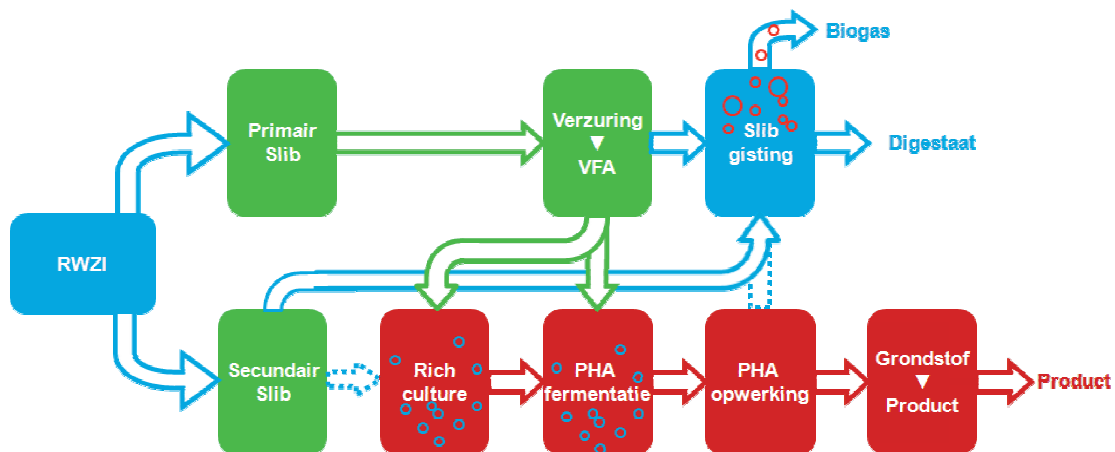 Biogas
Primair
Slib
Verzuring
▼
VFA
Slib
gisting
Digestaat
RWZI
Secundair
Slib
Rich
culture
PHA
fermentatie
PHA
opwerking
Grondstof
▼
Product
Product